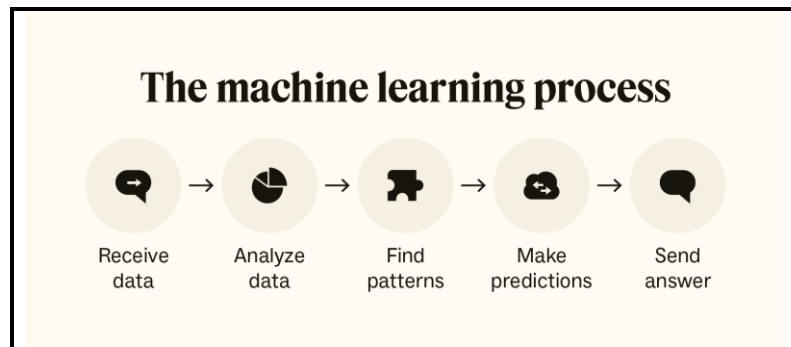 The machine learning process
Receive
data
Analyze
data
Find
patterns
Make
predictions
Send
answer